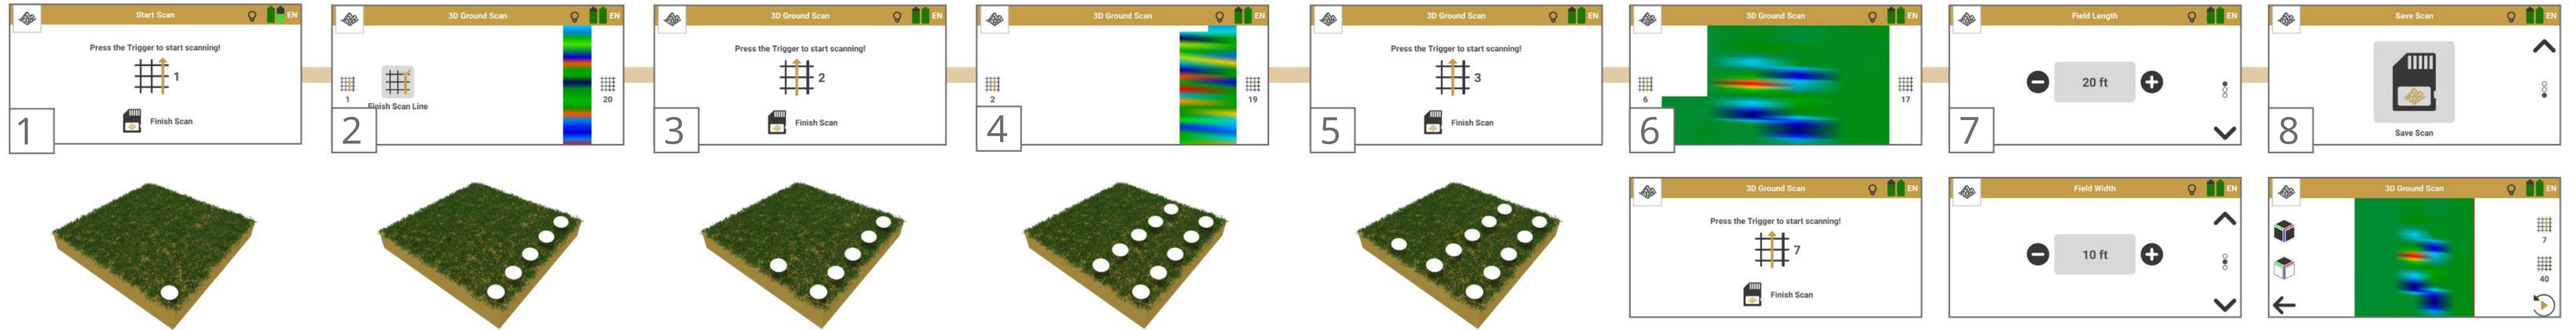 Start Scan EN
Press the Trigger to start scanning!
1
Finish Scan
1
3D Ground Scan EN
1
Finish Scan Line
20
2
3D Ground Scan EN
Press the Trigger to start scanning!
2
Finish Scan
3
3D Ground Scan EN
2
19
4
3D Ground Scan EN
Press the Trigger to start scanning!
3
Finish Scan
5
3D Ground Scan EN
6
17
6
Field Length EN
20 ft
7
Save Scan EN
Save Scan
8
3D Ground Scan EN
Press the Trigger to start scanning!
7
Finish Scan
Field Width EN
10 ft
3D Ground Scan EN
7
40